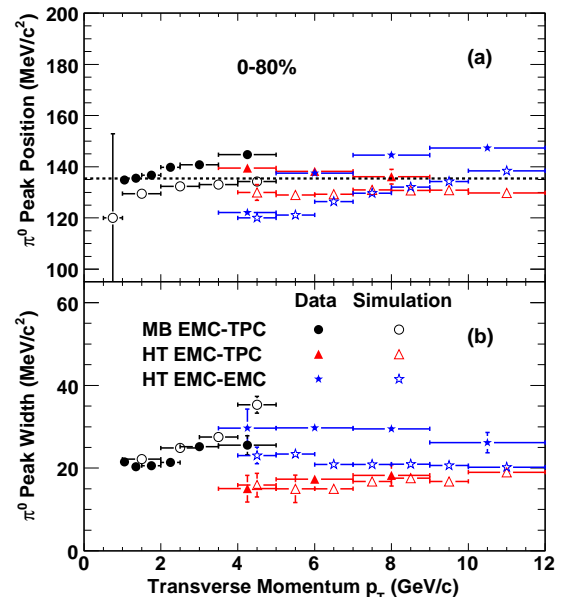 200
180
160
140
120
100
π⁰ Peak Position (MeV/c²)
0-80%
(a)
60
40
20
0
π⁰ Peak Width (MeV/c²)
Data Simulation
MB EMC-TPC
HT EMC-TPC
HT EMC-EMC
(b)
0 2 4 6 8 10 12
Transverse Momentum p_T (GeV/c)